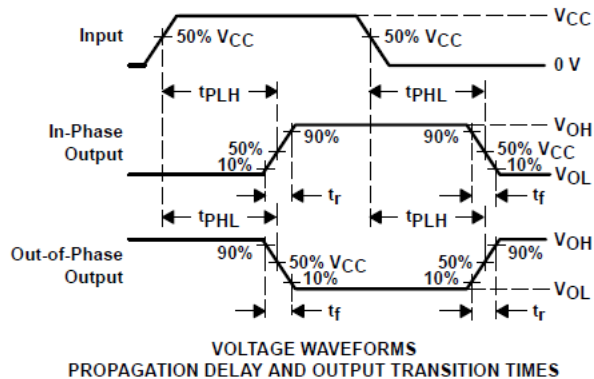 VCC
Input
50% VCC
50% VCC
0 V
tPLH
tPHL
In-Phase
Output
VOH
90%
90%
50%
50% VCC
10%
10%
VOL
tr
tf
tPHL
tPLH
Out-of-Phase
Output
VOH
90%
90%
50% VCC
50%
10%
10%
VOL
tf
tr
VOLTAGE WAVEFORMS
PROPAGATION DELAY AND OUTPUT TRANSITION TIMES